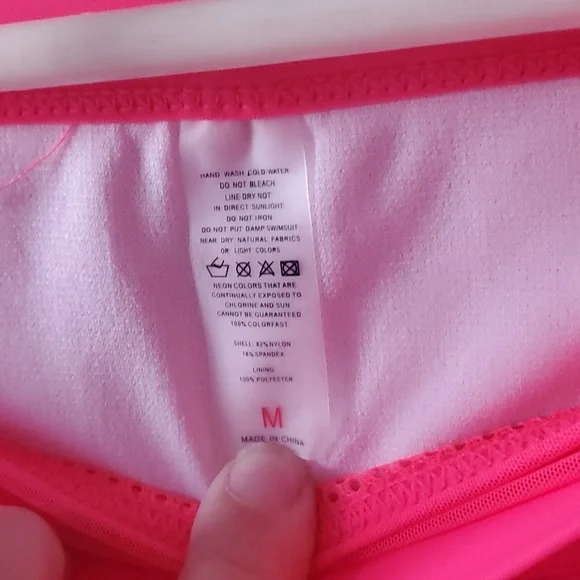 HAND WASH COLD WATER
DO NOT BLEACH
LINE DRY NOT
IN DIRECT SUNLIGHT
DO NOT IRON
DO NOT PUT DAMP SWIMSUIT
NEAR DRY NATURAL FABRICS
OR LIGHT COLORS
NEON COLORS THAT ARE
CONTINUALLY EXPOSED TO
CHLORINE AND SUN
CANNOT BE GUARANTEED
100% COLORFAST
SHELL: 82% NYLON
18% SPANDEX
LINING:
100% POLYESTER
M
MADE IN CHINA